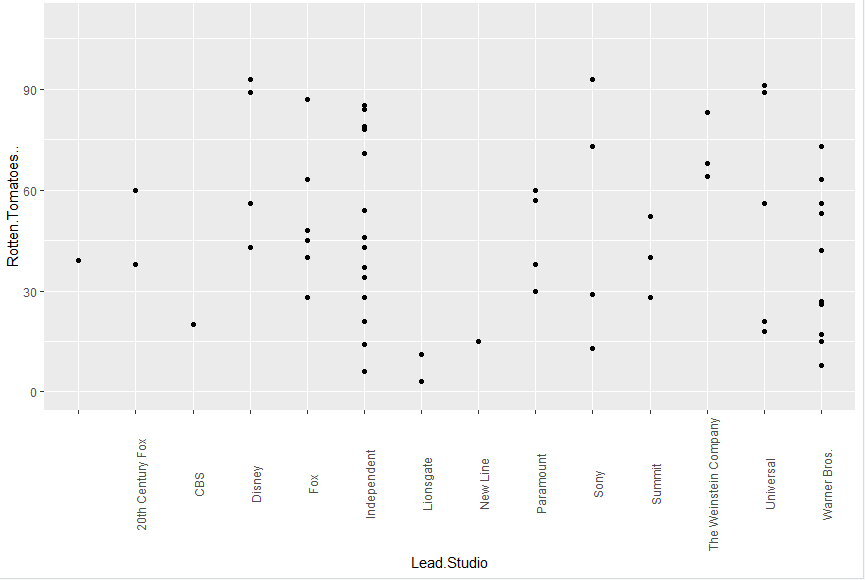 Rotten.Tomatoes..
90
60
30
0
20th Century Fox
CBS
Disney
Fox
Independent
Lionsgate
New Line
Paramount
Sony
Summit
The Weinstein Company
Universal
Warner Bros.
Lead.Studio